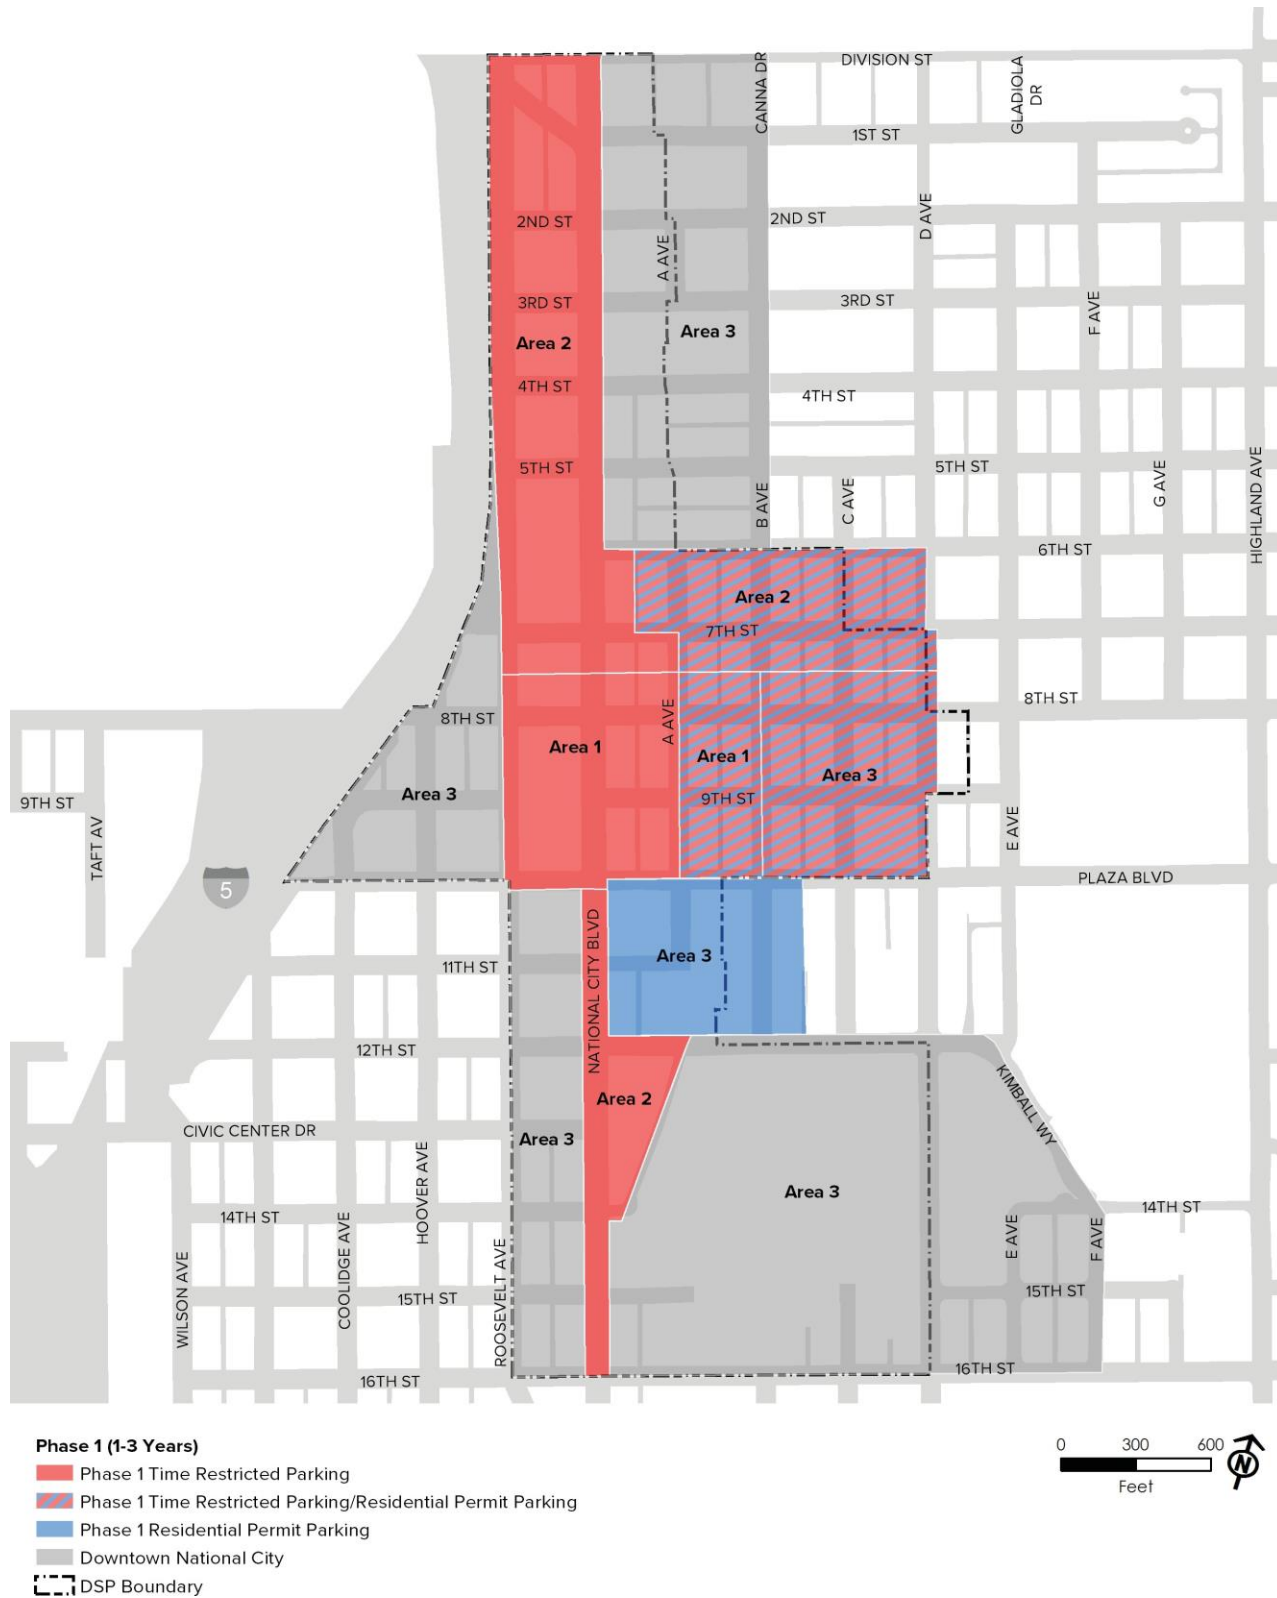 DIVISION ST
CANNA DR
GLADIOLA
DR
1ST ST
2ND ST
2ND ST
D AVE
A AVE
3RD ST
3RD ST
F AVE
Area 3
Area 2
4TH ST
4TH ST
5TH ST
5TH ST
B AVE
C AVE
G AVE
HIGHLAND AVE
6TH ST
Area 2
7TH ST
8TH ST
8TH ST
A AVE
Area 1
Area 1
Area 3
Area 3
9TH ST
9TH ST
TAFT AV
E AVE
5
PLAZA BLVD
NATIONAL CITY BLVD
Area 3
11TH ST
12TH ST
KIMBALL WY
Area 2
CIVIC CENTER DR
Area 3
Area 3
HOOVER AVE
14TH ST
14TH ST
E AVE
F AVE
WILSON AVE
COOLIDGE AVE
ROOSEVELT AVE
15TH ST
15TH ST
16TH ST
16TH ST
Phase 1 (1-3 Years)
Phase 1 Time Restricted Parking
Phase 1 Time Restricted Parking/Residential Permit Parking
Phase 1 Residential Permit Parking
Downtown National City
DSP Boundary
0 300 600
Feet
N